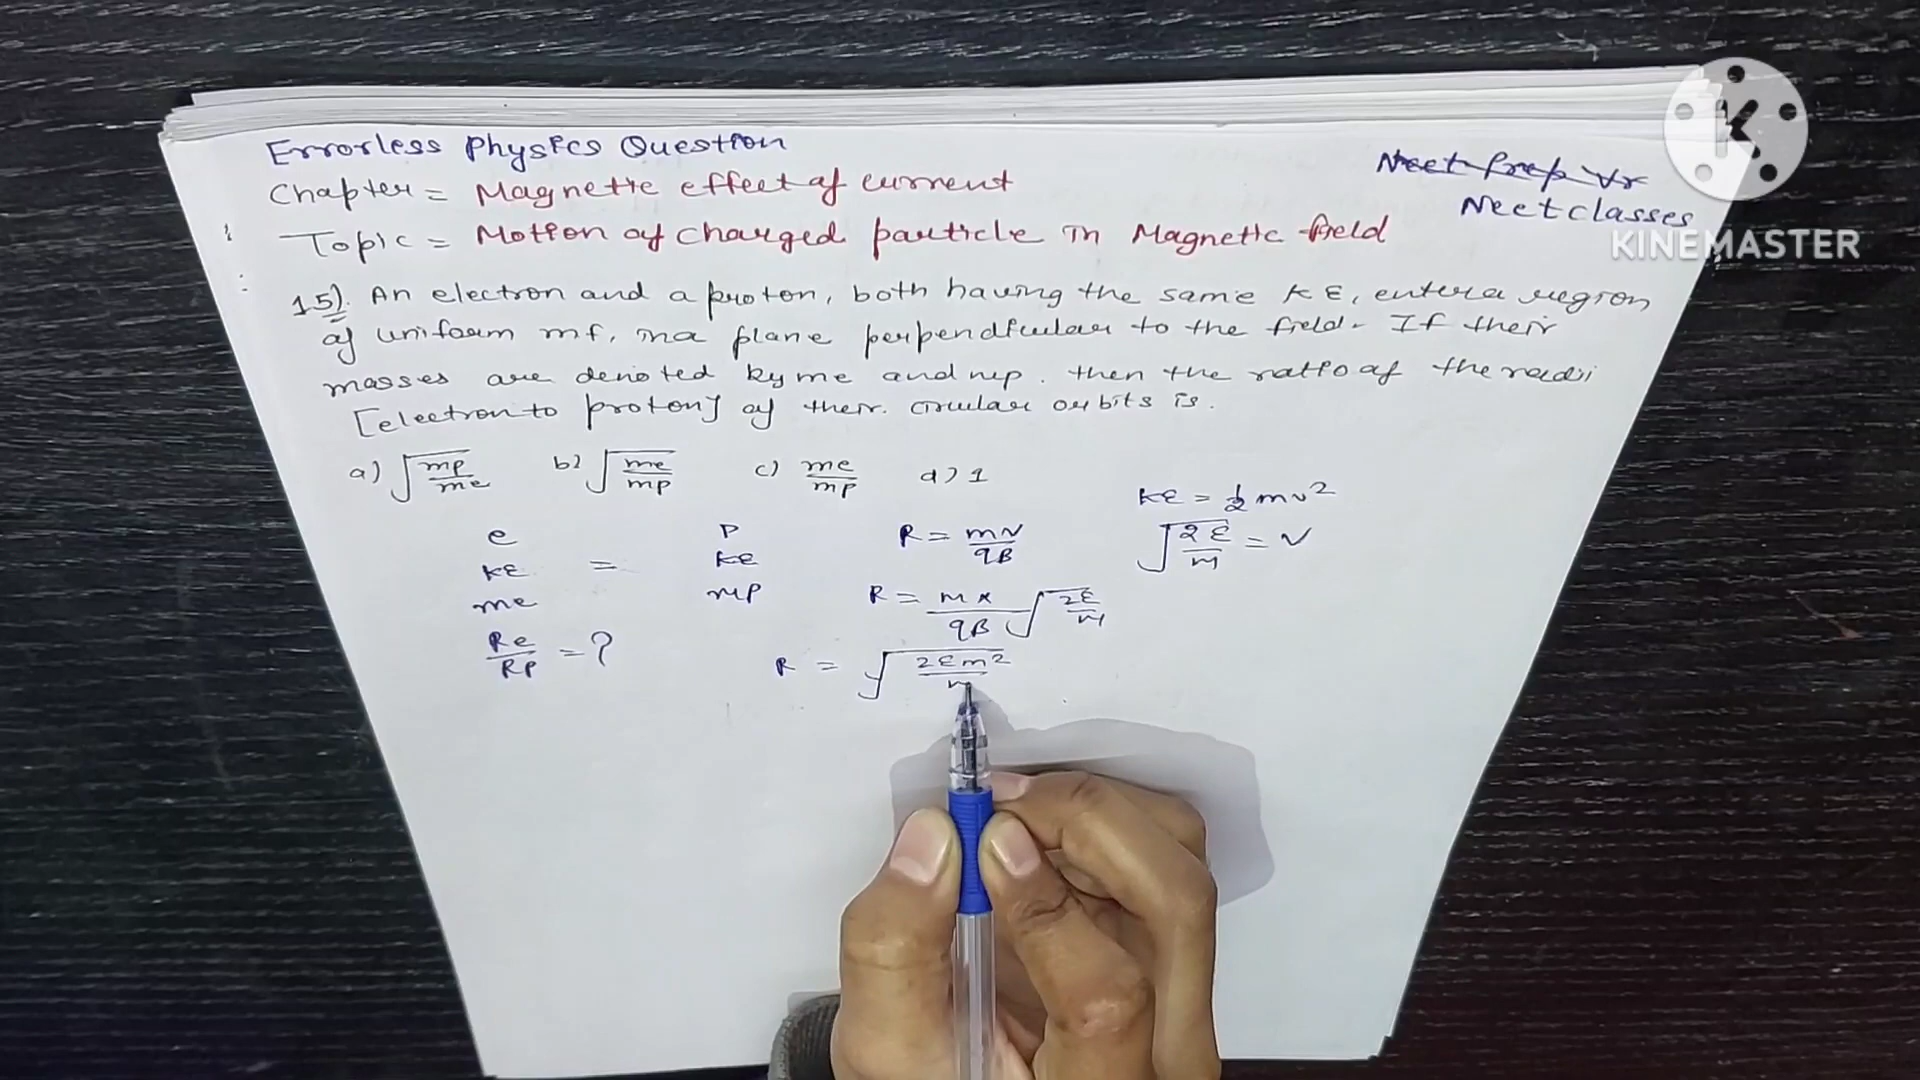 Errorless Physics Question
Chapter = Magnetic effect of current
Topic = Motion of charged particle in Magnetic field
Neet Prep
Neet classes
KINEMASTER
15). An electron and a proton, both having the same KE, enter a region
of uniform mf, in a plane perpendicular to the field. If their
masses are denoted by me and mp. then the ratio of the radii
[electron to proton] of their circular orbits is.
a) √(mp/me) b) √(me/mp) c) me/mp d) 1
KE = 1/2 mv²
√(2E/m) = v
e P
KE = KE
me mp
Re/Rp = ?
R = mv/qB
R = m×/qB √(2E/m)
R = √(2Em²/m)